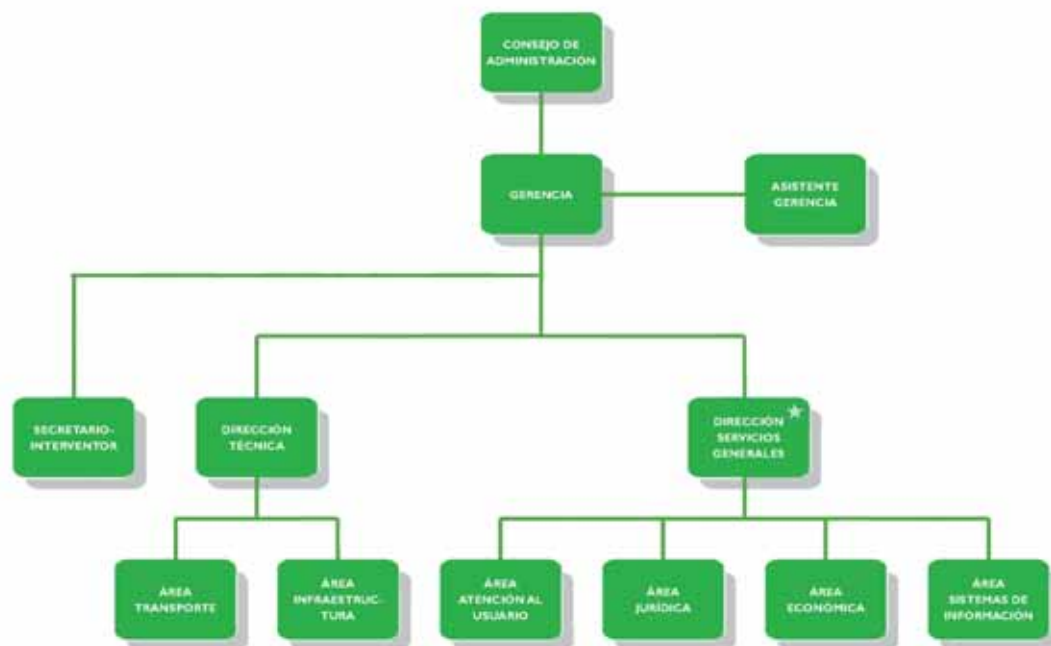 CONSEJO DE
ADMINISTRACIÓN
GERENCIA
ASISTENTE
GERENCIA
SECRETARIO-
INTERVENTOR
DIRECCIÓN
TÉCNICA
DIRECCIÓN
SERVICIOS
GENERALES
ÁREA
TRANSPORTE
ÁREA
INFRAESTRUC-
TURA
ÁREA
ATENCIÓN AL
USUARIO
ÁREA
JURÍDICA
ÁREA
ECONÓMICA
ÁREA
SISTEMAS DE
INFORMACIÓN